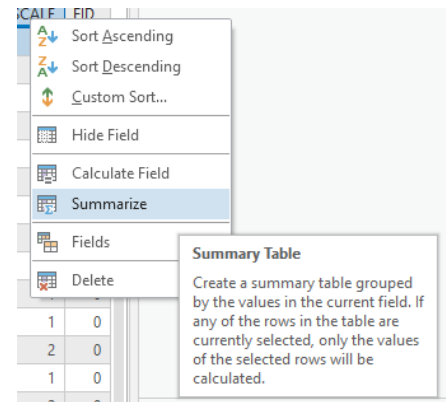 SCALE FID
Sort Ascending
Sort Descending
Custom Sort...
Hide Field
Calculate Field
Summarize
Fields
Delete
Summary Table
Create a summary table grouped
by the values in the current field. If
any of the rows in the table are
currently selected, only the values
of the selected rows will be
calculated.
1 0
2 0
1 0